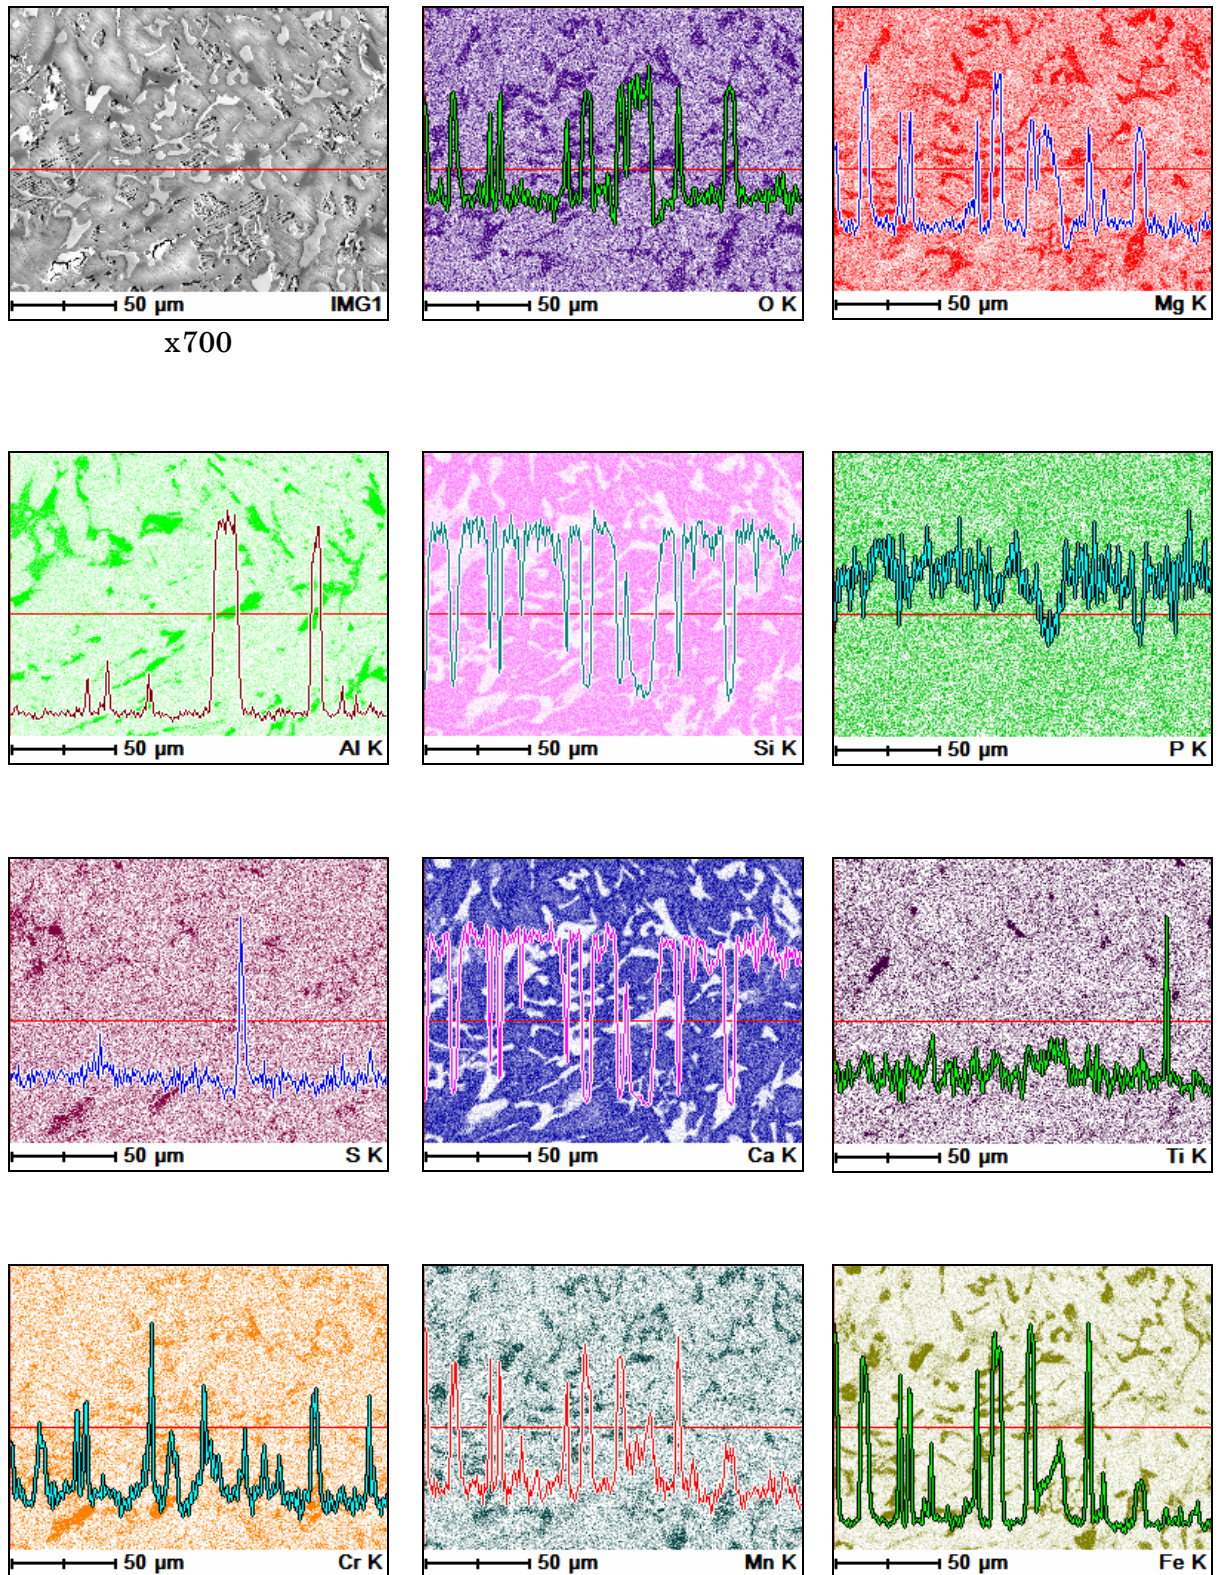 50 µm IMG1
50 µm O K
50 µm Mg K
x700
50 µm Al K
50 µm Si K
50 µm P K
50 µm S K
50 µm Ca K
50 µm Ti K
50 µm Cr K
50 µm Mn K
50 µm Fe K